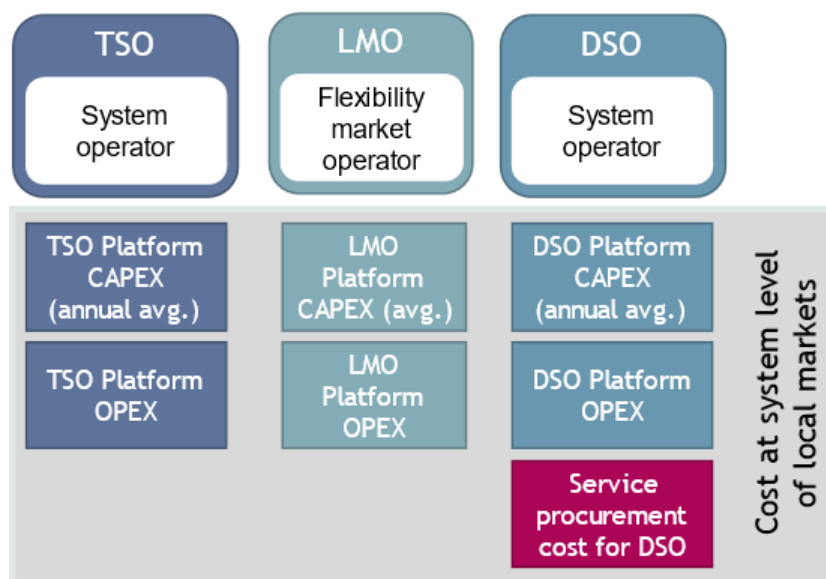 TSO
System
operator
LMO
Flexibility
market
operator
DSO
System
operator
TSO Platform
CAPEX
(annual avg.)
LMO
Platform
CAPEX (avg.)
DSO Platform
CAPEX
(annual avg.)
TSO Platform
OPEX
LMO
Platform
OPEX
DSO Platform
OPEX
Service
procurement
cost for DSO
Cost at system level
of local markets